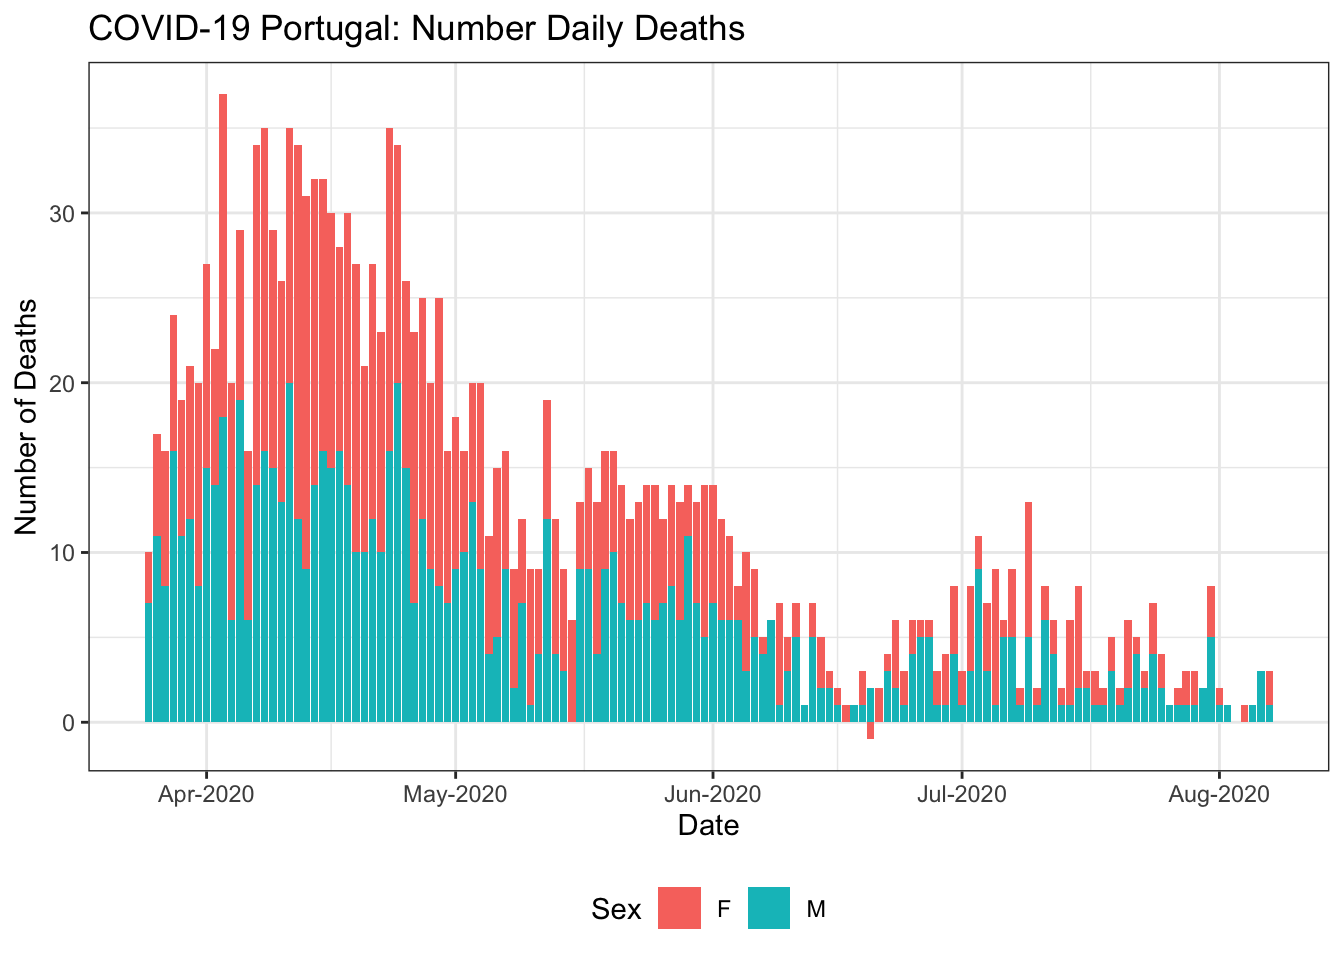 COVID-19 Portugal: Number Daily Deaths
Number of Deaths
30
20
10
0
Apr-2020 May-2020 Jun-2020 Jul-2020 Aug-2020
Date
Sex F M